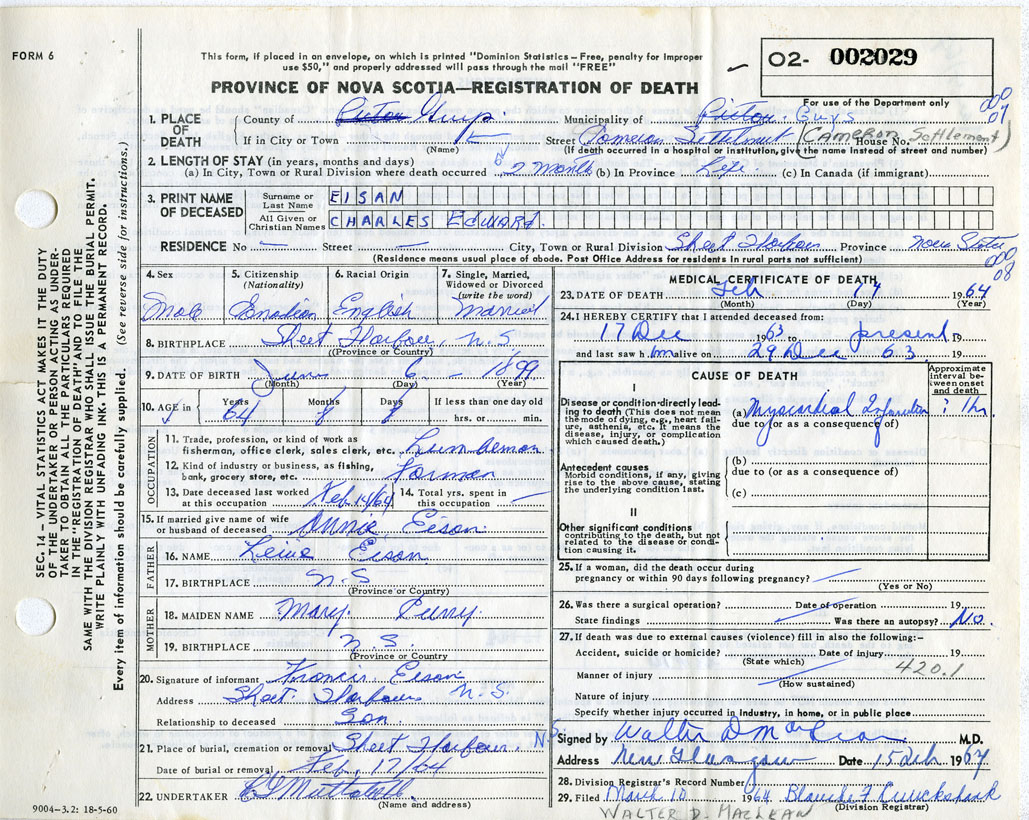 FORM 6
This form, if placed in an envelope, on which is printed "Dominion Statistics – Free, penalty for improper
use $50," and properly addressed will pass through the mail "FREE"
02- 002029
For use of the Department only
PROVINCE OF NOVA SCOTIA—REGISTRATION OF DEATH
1. PLACE OF DEATH
County of Pictou Guys. Municipality of Pictou Guys
If in City or Town (Name) Street Cameron Settlement (Cameron Settlement) House No.
(If death occurred in a hospital or institution, give the name instead of street and number)
2. LENGTH OF STAY (in years, months and days)
(a) In City, Town or Rural Division where death occurred 2 months (b) In Province Life. (c) In Canada (if immigrant)
3. PRINT NAME OF DECEASED
Surname or Last Name EISAN
All Given or Christian Names CHARLES EDWARD.
RESIDENCE No — Street — City, Town or Rural Division Sheet Harbour Province Nova Scotia
(Residence means usual place of abode. Post Office Address for residents in rural parts not sufficient)
4. Sex Male
5. Citizenship (Nationality) Canadian
6. Racial Origin English
7. Single, Married, Widowed or Divorced (write the word) Married
8. BIRTHPLACE Sheet Harbour, N.S.
(Province or Country)
9. DATE OF BIRTH June 6 – 1899
(Month) (Day) (Year)
10. AGE in Years 64 Months 8 Days 8 If less than one day old
hrs. or min.
OCCUPATION
11. Trade, profession, or kind of work as
fisherman, office clerk, sales clerk, etc. Lumberman
12. Kind of industry or business, as fishing,
bank, grocery store, etc.
13. Date deceased last worked at this occupation Feb 14/64 14. Total yrs. spent in this occupation —
15. If married give name of wife or husband of deceased Annie Eisan.
FATHER
16. NAME Eisan
17. BIRTHPLACE N.S
(Province or Country)
MOTHER
18. MAIDEN NAME Mary.
19. BIRTHPLACE N.S.
(Province or Country
20. Signature of informant Francis Eisan
Address Sheet Harbour N.S.
Relationship to deceased Son.
21. Place of burial, cremation or removal Sheet Harbour. N.S.
Date of burial or removal Feb. 17/64
22. UNDERTAKER
(Name and address)
9004-3.2: 18-5-60
MEDICAL CERTIFICATE OF DEATH
23. DATE OF DEATH Feb 14 1964
(Month) (Day) (Year)
24. I HEREBY CERTIFY that I attended deceased from:
17 Dec 1963 to present 19
and last saw him alive on 29 Dec 63 19
CAUSE OF DEATH
Approximate interval between onset and death
I
Disease or condition directly leading to death (This does not
mean the mode of dying, e.g., heart failure, asthenia, etc. It means the
disease, injury, or complication
which caused death.)
(a) Myocardial Infarction ? 1 hr.
due to (or as a consequence of)
Antecedent causes
Morbid conditions, if any, giving
rise to the above cause, stating
the underlying condition last.
(b)
due to (or as a consequence of)
(c)
II
Other significant conditions
contributing to the death, but not
related to the disease or condition causing it.
25. If a woman, did the death occur during
pregnancy or within 90 days following pregnancy?
(Yes or No)
26. Was there a surgical operation? Date of operation 19
State findings Was there an autopsy? No.
27. If death was due to external causes (violence) fill in also the following:–
Accident, suicide or homicide? Date of injury 19
(State which)
Manner of injury 420.1
(How sustained)
Nature of injury
Specify whether injury occurred in industry, in home, or in public place
Signed by Walter D MacLean M.D.
Address New Glasgow Date 15 Feb 1964
28. Division Registrar's Record Number
29. Filed March 10 1964 Blanche F Cruickshank
(Division Registrar)
WALTER D. MACLEAN
000 07
000 08
SEC. 14 – VITAL STATISTICS ACT MAKES IT THE DUTY
OF THE UNDERTAKER OR PERSON ACTING AS UNDERTAKER TO OBTAIN ALL THE PARTICULARS REQUIRED
IN THE "REGISTRATION OF DEATH" AND TO FILE THE
SAME WITH THE DIVISION REGISTRAR WHO SHALL ISSUE THE BURIAL PERMIT.
WRITE PLAINLY WITH UNFADING INK. THIS IS A PERMANENT RECORD.
Every item of information should be carefully supplied. (See reverse side for instructions.)